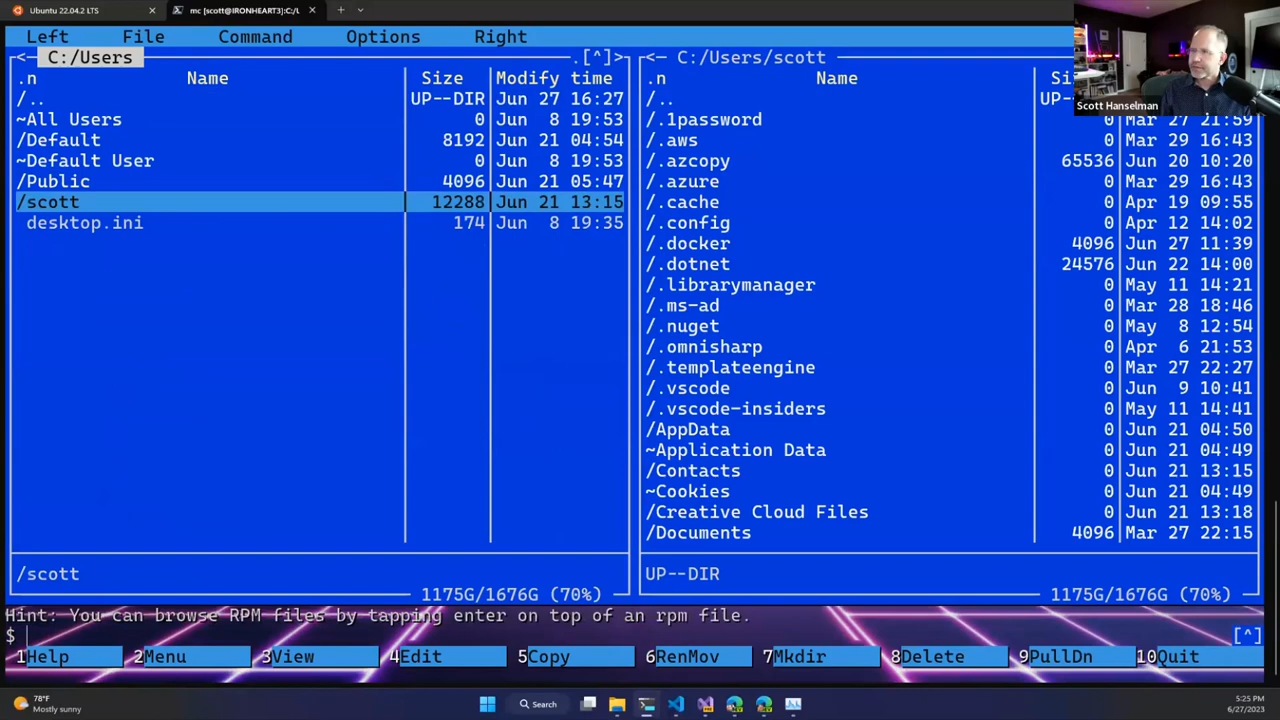 Ubuntu 22.04.2 LTS
mc [scott@IRONHEART3]:C:/U
Left File Command Options Right
<─ C:/Users .[^]>
.n Name Size Modify time
/.. UP--DIR Jun 27 16:27
~All Users 0 Jun 8 19:53
/Default 8192 Jun 21 04:54
~Default User 0 Jun 8 19:53
/Public 4096 Jun 21 05:47
/scott 12288 Jun 21 13:15
desktop.ini 174 Jun 8 19:35
/scott
1175G/1676G (70%)
<─ C:/Users/scott
.n Name Si
/.. UP--
/.1password 0 Mar 27 21:59
/.aws 0 Mar 29 16:43
/.azcopy 65536 Jun 20 10:20
/.azure 0 Mar 29 16:43
/.cache 0 Apr 19 09:55
/.config 0 Apr 12 14:02
/.docker 4096 Jun 27 11:39
/.dotnet 24576 Jun 22 14:00
/.librarymanager 0 May 11 14:21
/.ms-ad 0 Mar 28 18:46
/.nuget 0 May 8 12:54
/.omnisharp 0 Apr 6 21:53
/.templateengine 0 Mar 27 22:27
/.vscode 0 Jun 9 10:41
/.vscode-insiders 0 May 11 14:41
/AppData 0 Jun 21 04:50
~Application Data 0 Jun 21 04:49
/Contacts 0 Jun 21 13:15
~Cookies 0 Jun 21 04:49
/Creative Cloud Files 0 Jun 21 13:18
/Documents 4096 Mar 27 22:15
UP--DIR
1175G/1676G (70%)
Scott Hanselman
Hint: You can browse RPM files by tapping enter on top of an rpm file.
$ [^]
1Help 2Menu 3View 4Edit 5Copy 6RenMov 7Mkdir 8Delete 9PullDn 10Quit
78°F
Mostly sunny
Search
5:25 PM
6/27/2023